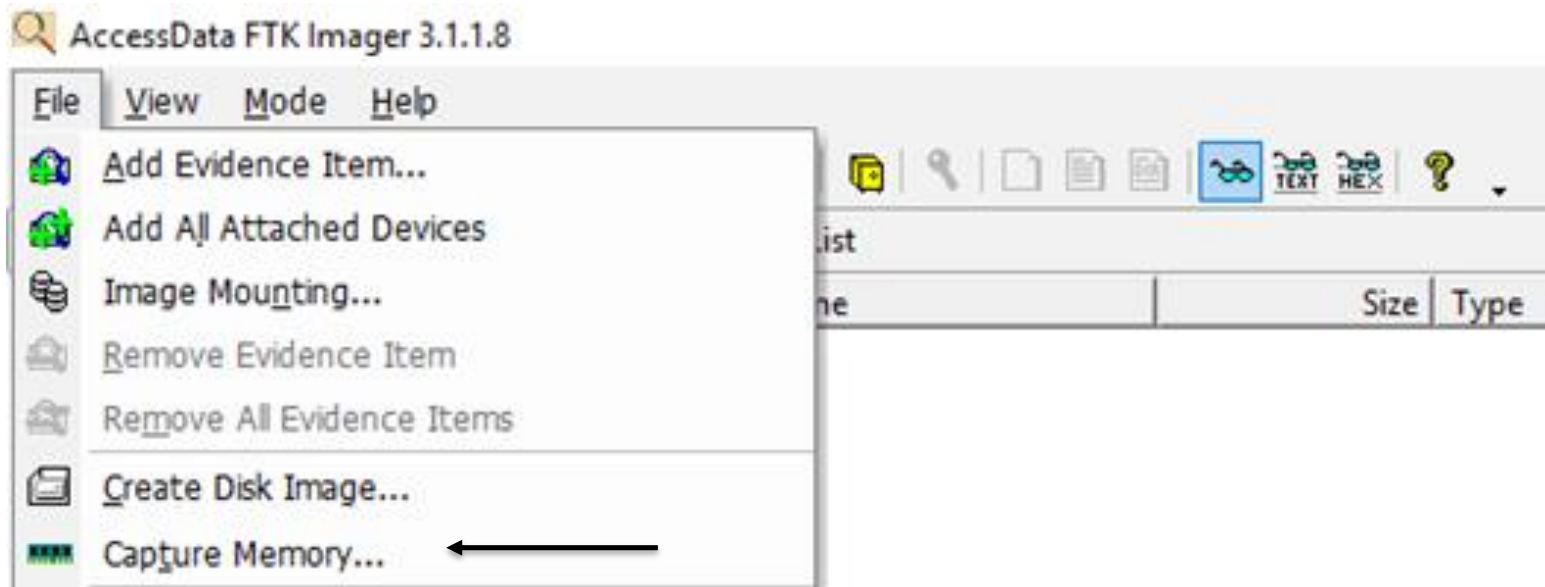 AccessData FTK Imager 3.1.1.8
File View Mode Help
Add Evidence Item...
Add All Attached Devices
TEXT HEX ?
List
Image Mounting...
Size Type
Remove Evidence Item
Remove All Evidence Items
Create Disk Image...
Capture Memory...